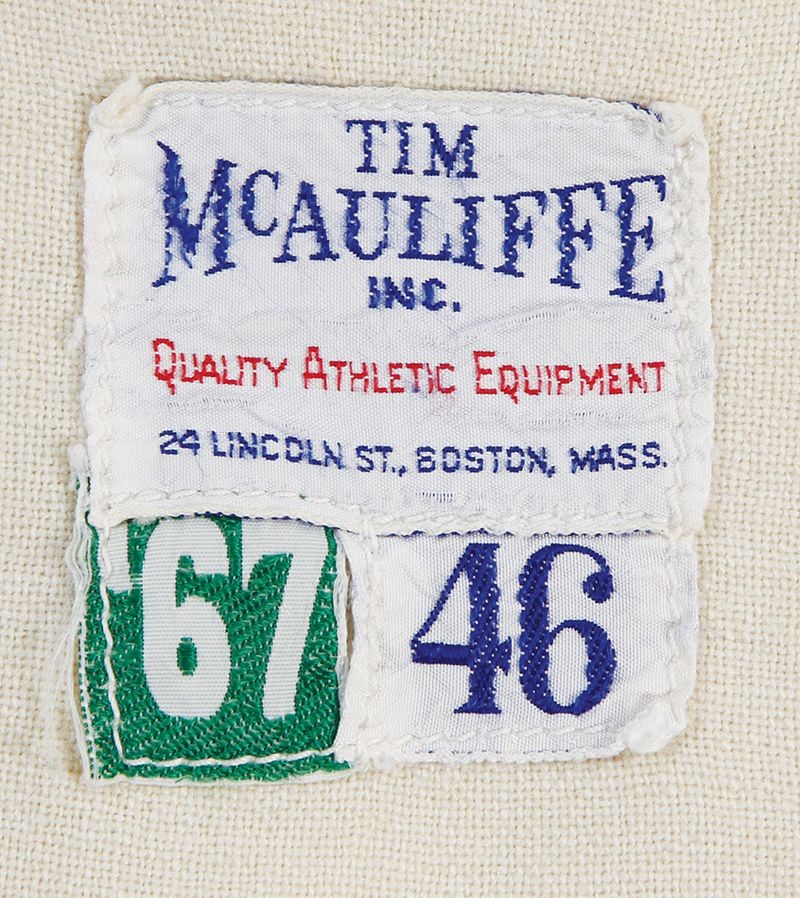 TIM
MCAULIFFE
INC.
QUALITY ATHLETIC EQUIPMENT
24 LINCOLN ST., BOSTON, MASS.
'67 46